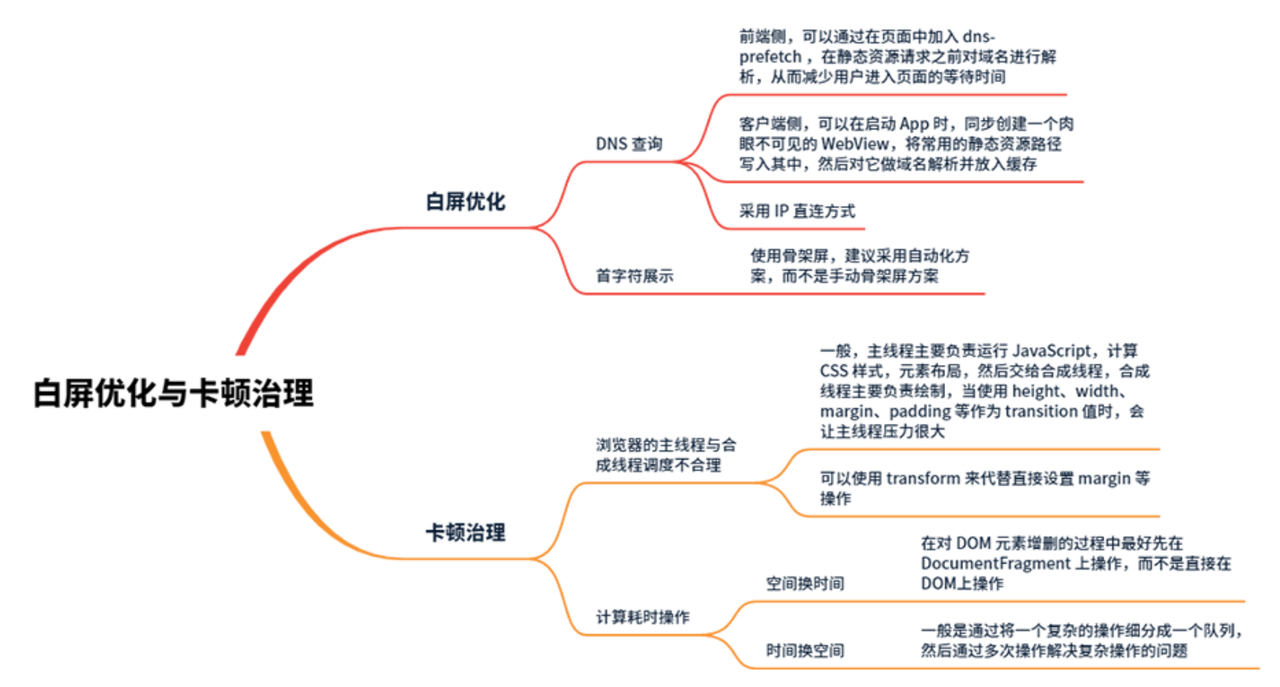 白屏优化与卡顿治理
白屏优化
DNS 查询
前端侧，可以通过在页面中加入 dns-
prefetch ，在静态资源请求之前对域名进行解
析，从而减少用户进入页面的等待时间
客户端侧，可以在启动 App 时，同步创建一个肉
眼不可见的 WebView，将常用的静态资源路径
写入其中，然后对它做域名解析并放入缓存
采用 IP 直连方式
首字符展示
使用骨架屏，建议采用自动化方
案，而不是手动骨架屏方案
卡顿治理
浏览器的主线程与合
成线程调度不合理
一般，主线程主要负责运行 JavaScript，计算
CSS 样式，元素布局，然后交给合成线程，合成
线程主要负责绘制，当使用 height、width、
margin、padding 等作为 transition 值时，会
让主线程压力很大
可以使用 transform 来代替直接设置 margin 等
操作
计算耗时操作
空间换时间
在对 DOM 元素增删的过程中最好先在
DocumentFragment 上操作，而不是直接在
DOM上操作
时间换空间
一般是通过将一个复杂的操作细分成一个队列，
然后通过多次操作解决复杂操作的问题